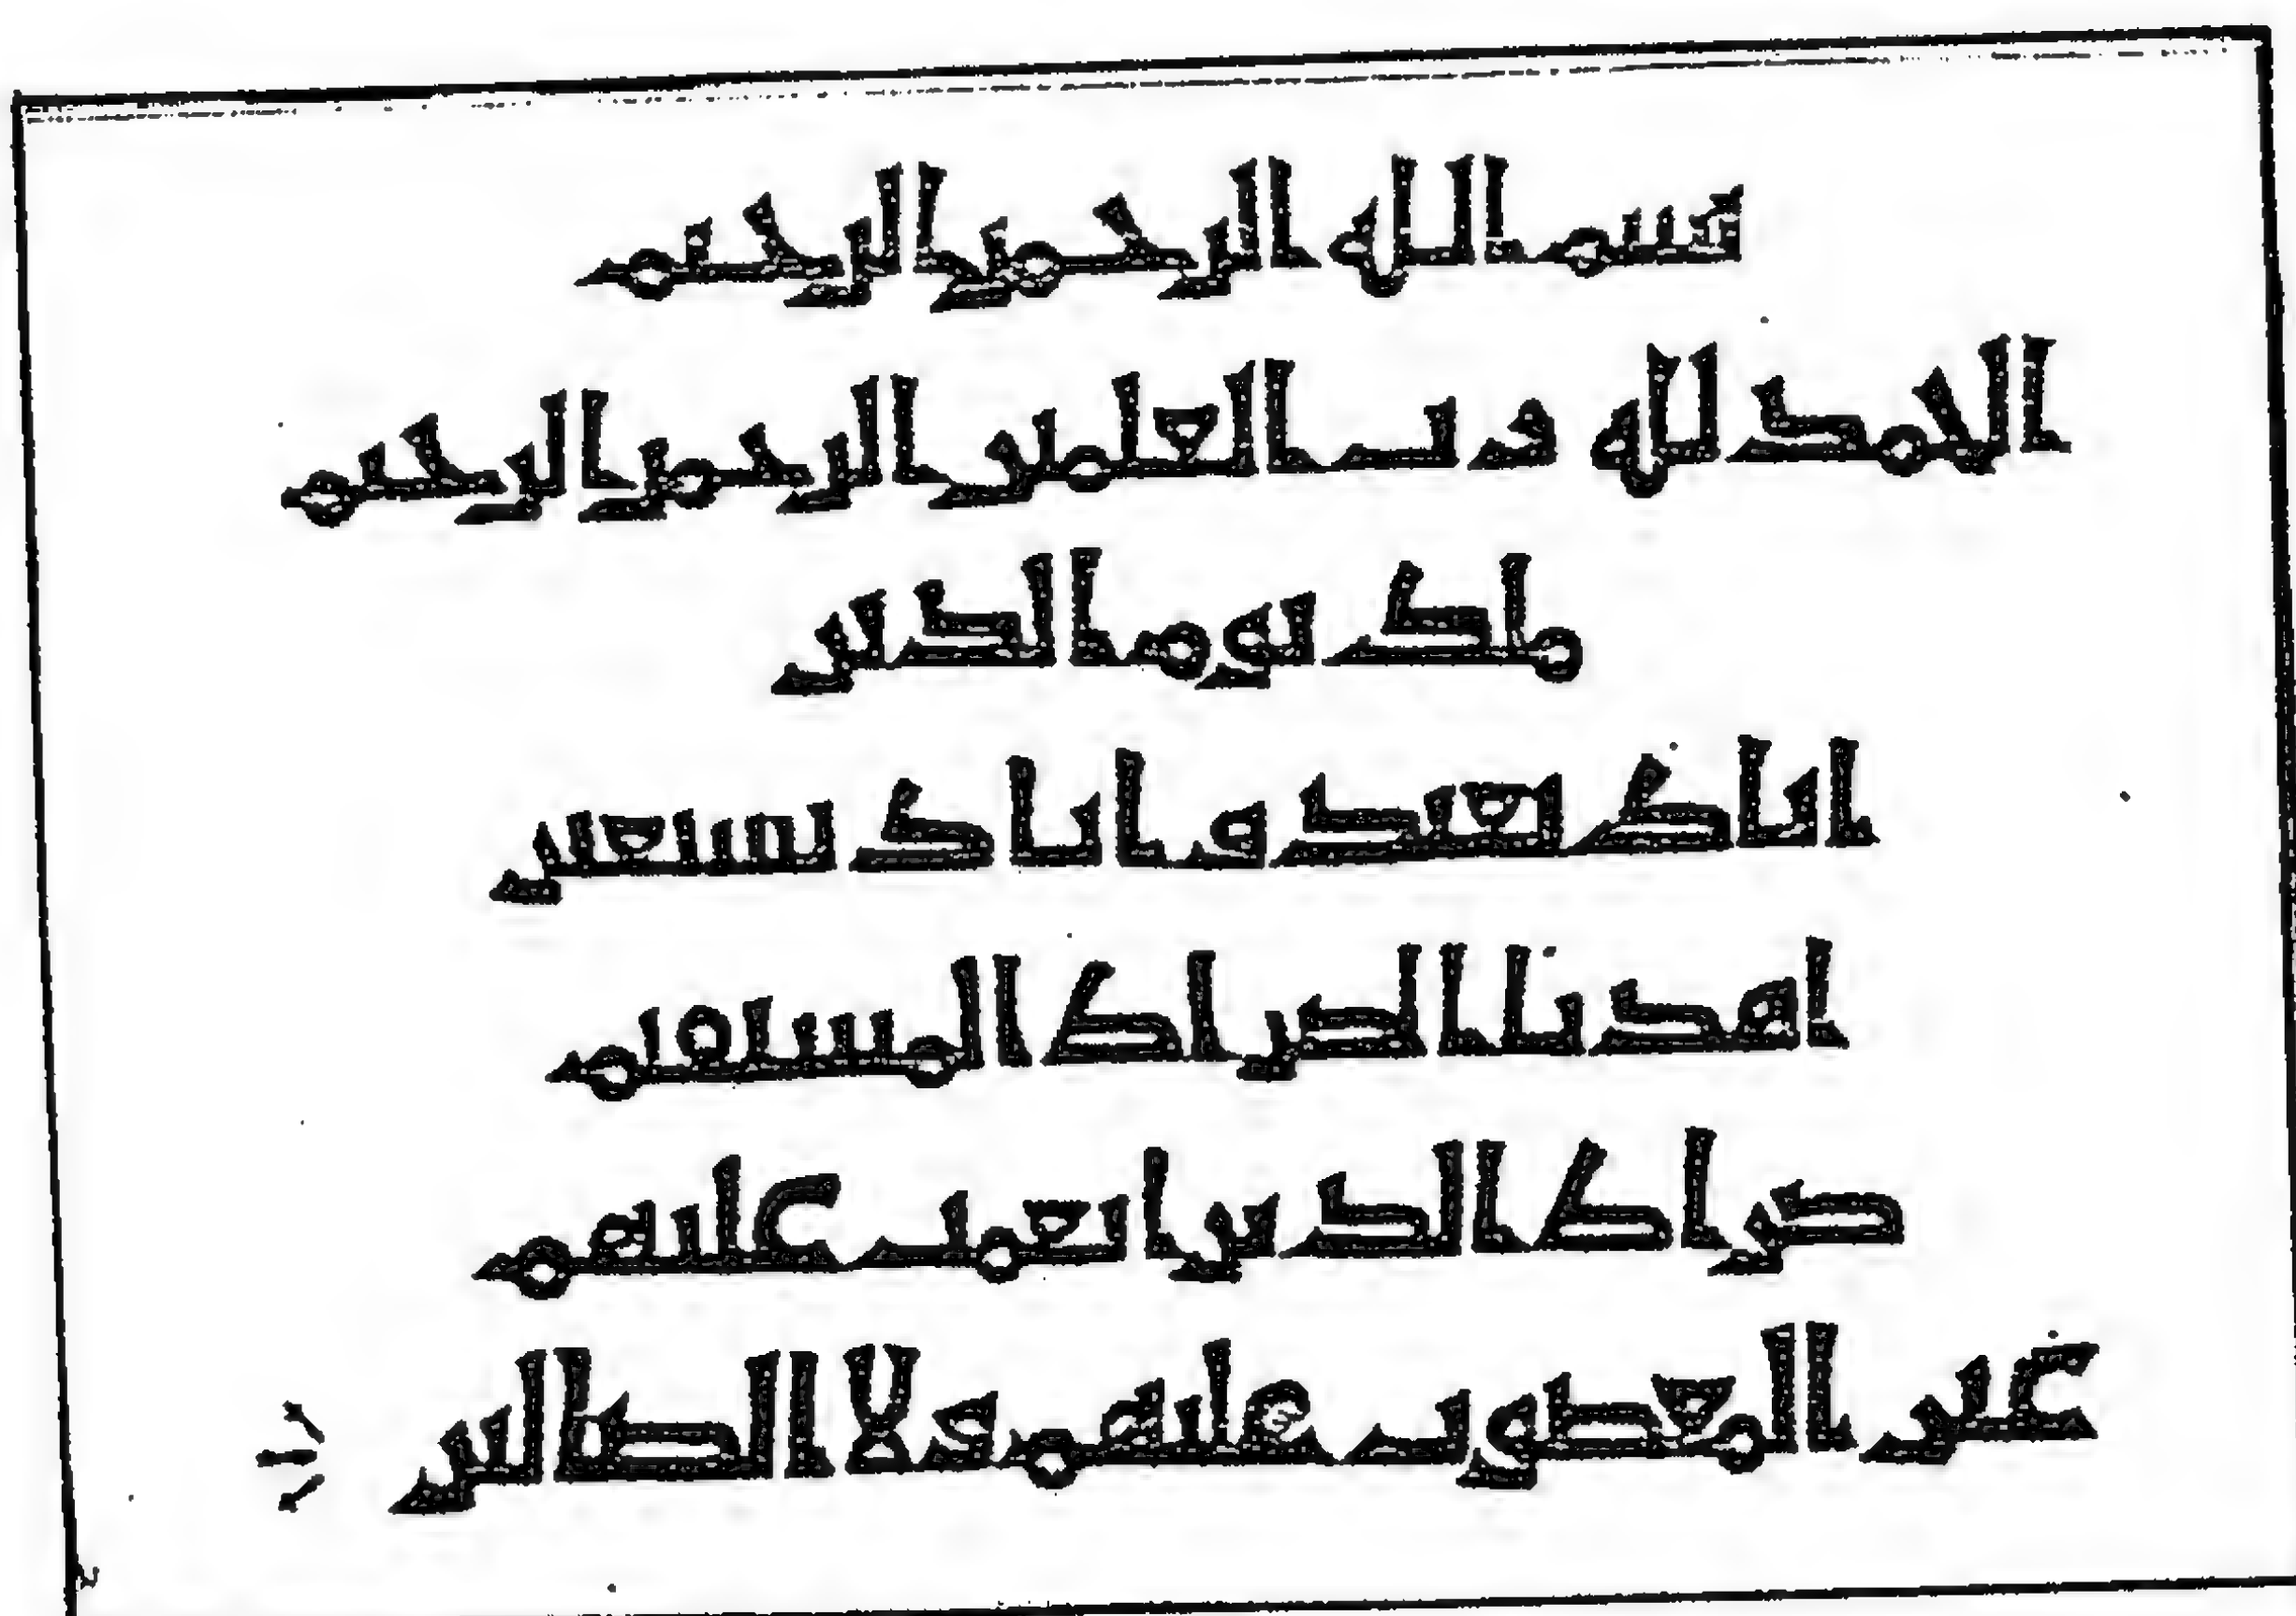 بسم الله الرحمن الرحيم
الحمد لله رب العلمين الرحمن الرحيم
ملك يوم الدين
اياك نعبد و اياك نستعين
اهدنا الصراط المستقيم
صراط الذين انعمت عليهم
غير المغضوب عليهم ولا الضالين